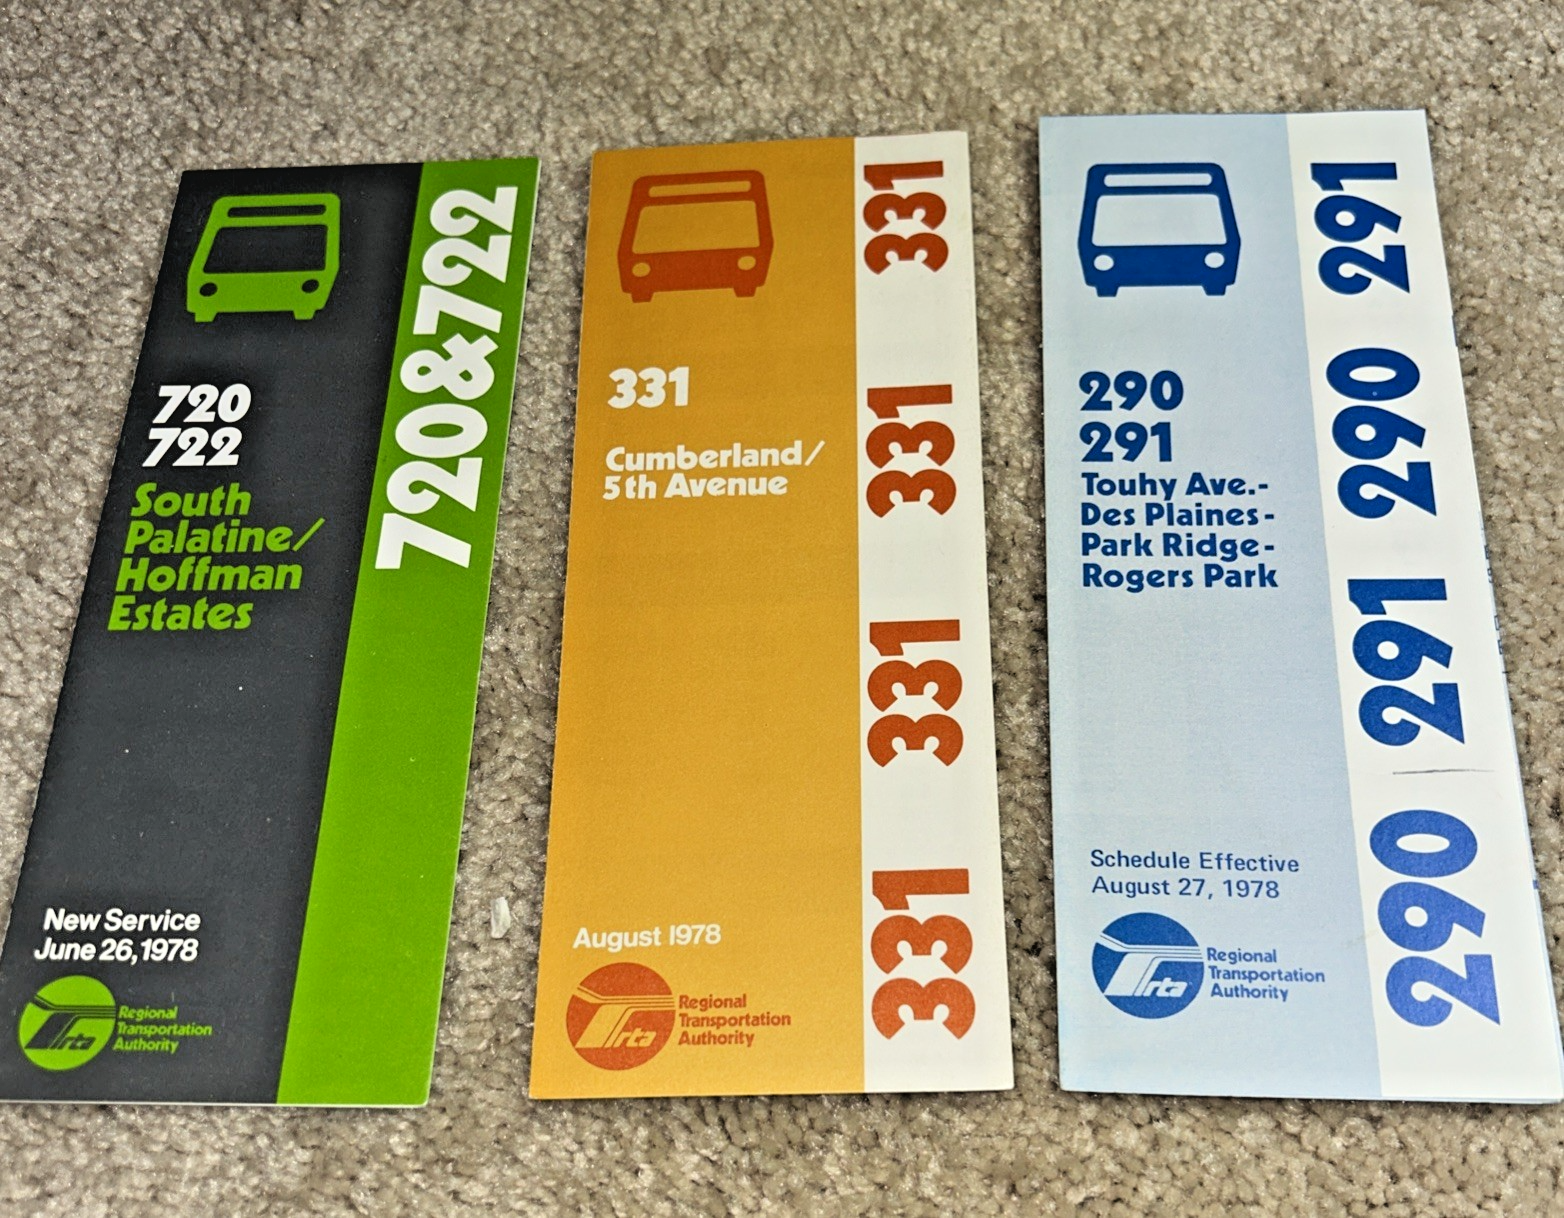 720
722
South
Palatine/
Hoffman
Estates
New Service
June 26, 1978
rta
Regional
Transportation
Authority
720&722
331
Cumberland/
5th Avenue
August 1978
rta
Regional
Transportation
Authority
331
331
331
331
290
291
Touhy Ave.-
Des Plaines-
Park Ridge-
Rogers Park
Schedule Effective
August 27, 1978
rta
Regional
Transportation
Authority
290 291 290 291